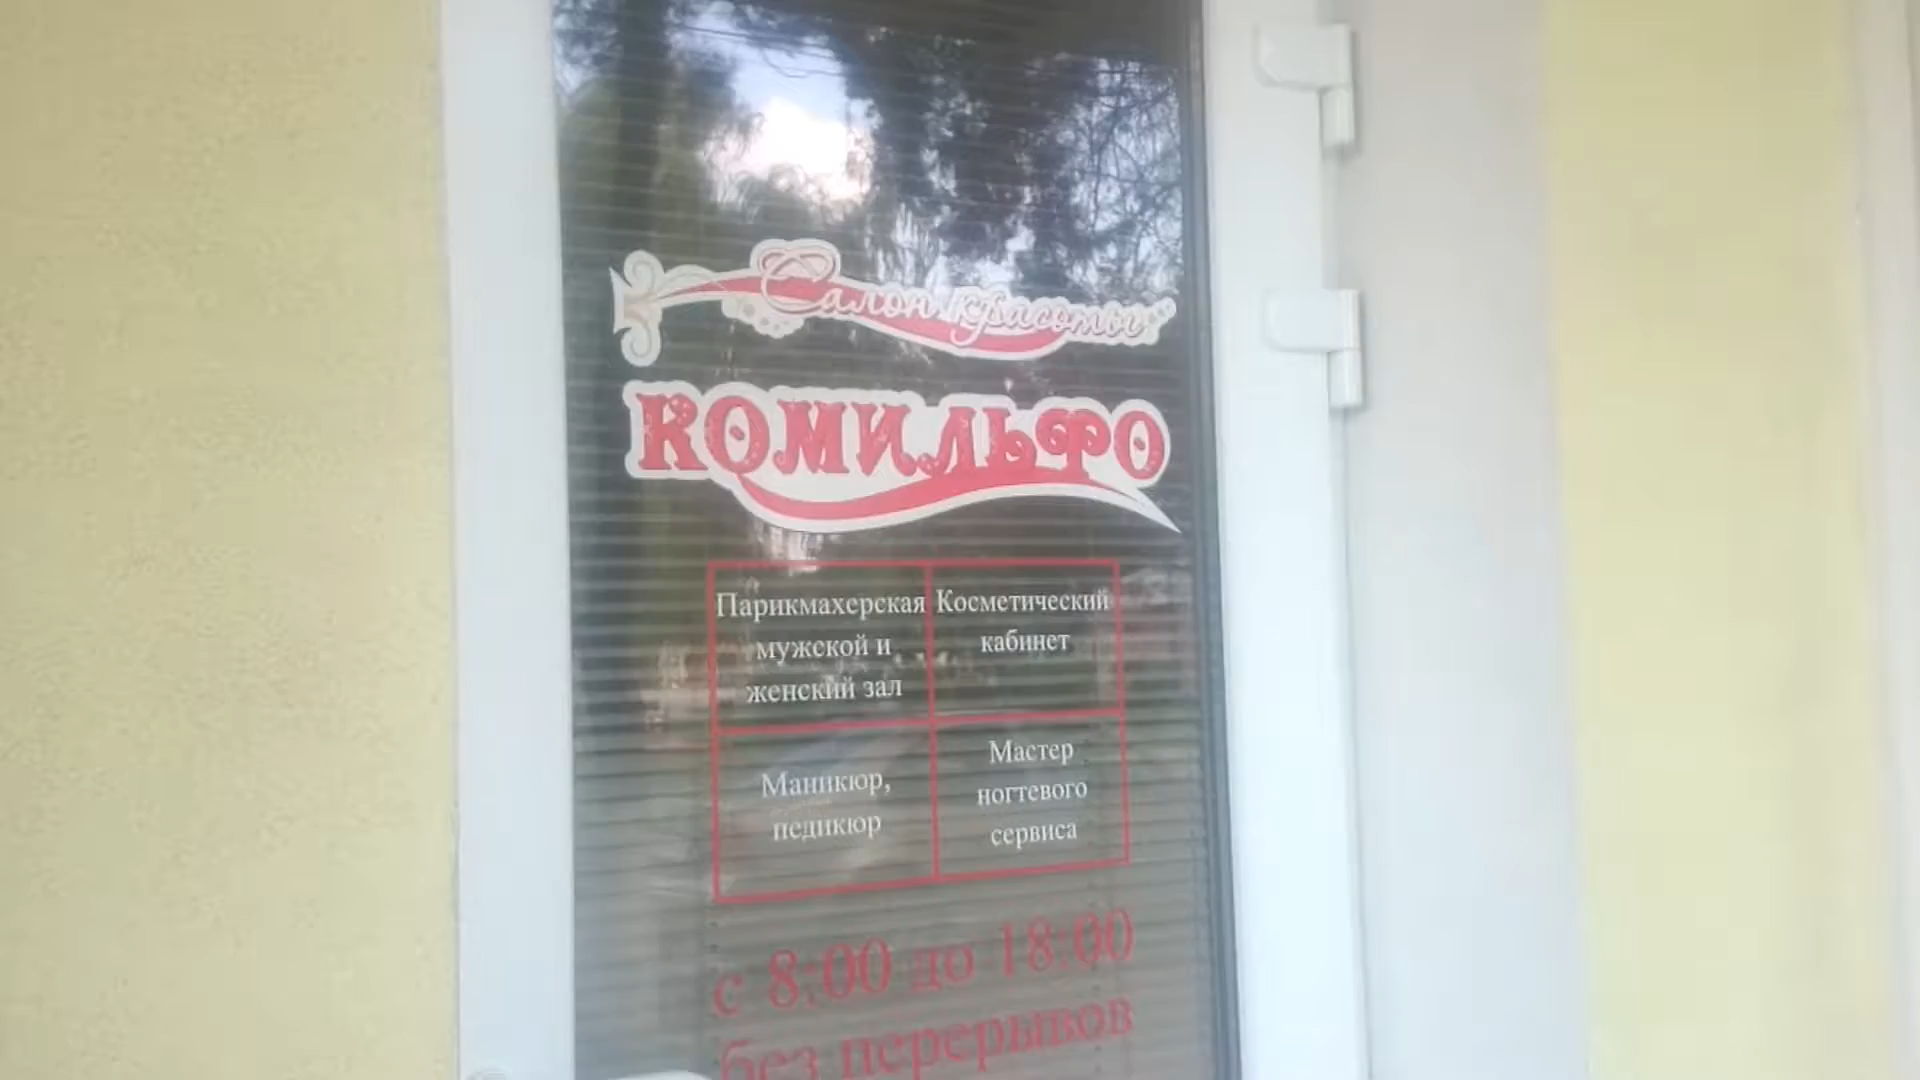 Салон красоты
КОМИЛЬФО
Парикмахерская
мужской и
женский зал
Косметический
кабинет
Маникюр,
педикюр
Мастер
ногтевого
сервиса
с 8:00 до 18:00
без перерывов